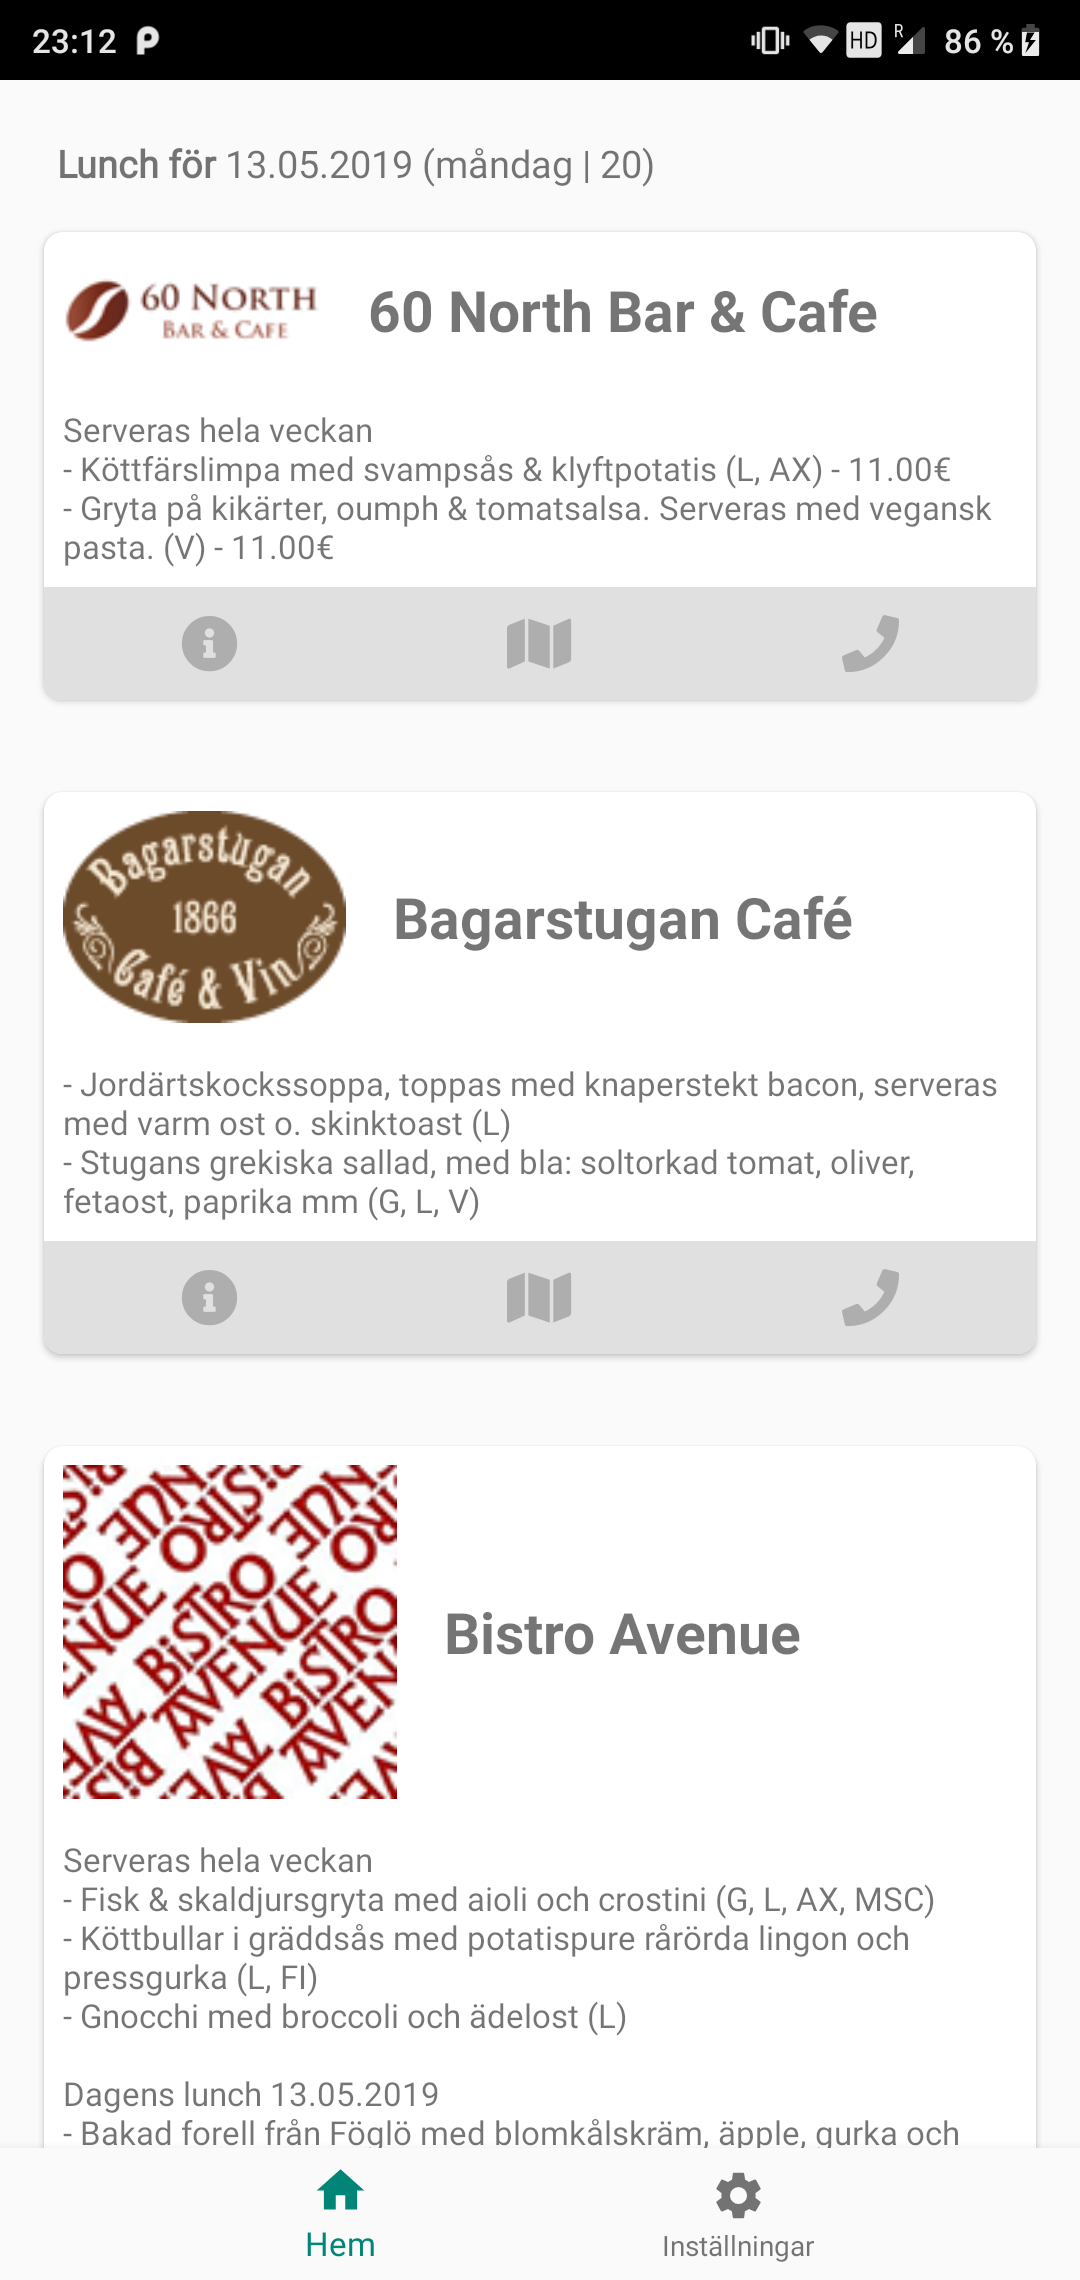 23:12
HD R 86 %
Lunch för 13.05.2019 (måndag | 20)
60 NORTH
BAR & CAFE
60 North Bar & Cafe
Serveras hela veckan
- Köttfärslimpa med svampsås & klyftpotatis (L, AX) - 11.00€
- Gryta på kikärter, oumph & tomatsalsa. Serveras med vegansk
pasta. (V) - 11.00€
Bagarstugan
1866
Café & Vin
Bagarstugan Café
- Jordärtskockssoppa, toppas med knaperstekt bacon, serveras
med varm ost o. skinktoast (L)
- Stugans grekiska sallad, med bla: soltorkad tomat, oliver,
fetaost, paprika mm (G, L, V)
BiSTRO
AVENUE
BiSTRO
Bistro Avenue
Serveras hela veckan
- Fisk & skaldjursgryta med aioli och crostini (G, L, AX, MSC)
- Köttbullar i gräddsås med potatispure rårörda lingon och
pressgurka (L, FI)
- Gnocchi med broccoli och ädelost (L)
Dagens lunch 13.05.2019
- Bakad forell från Föglö med blomkålskräm, äpple, gurka och
Hem
Inställningar